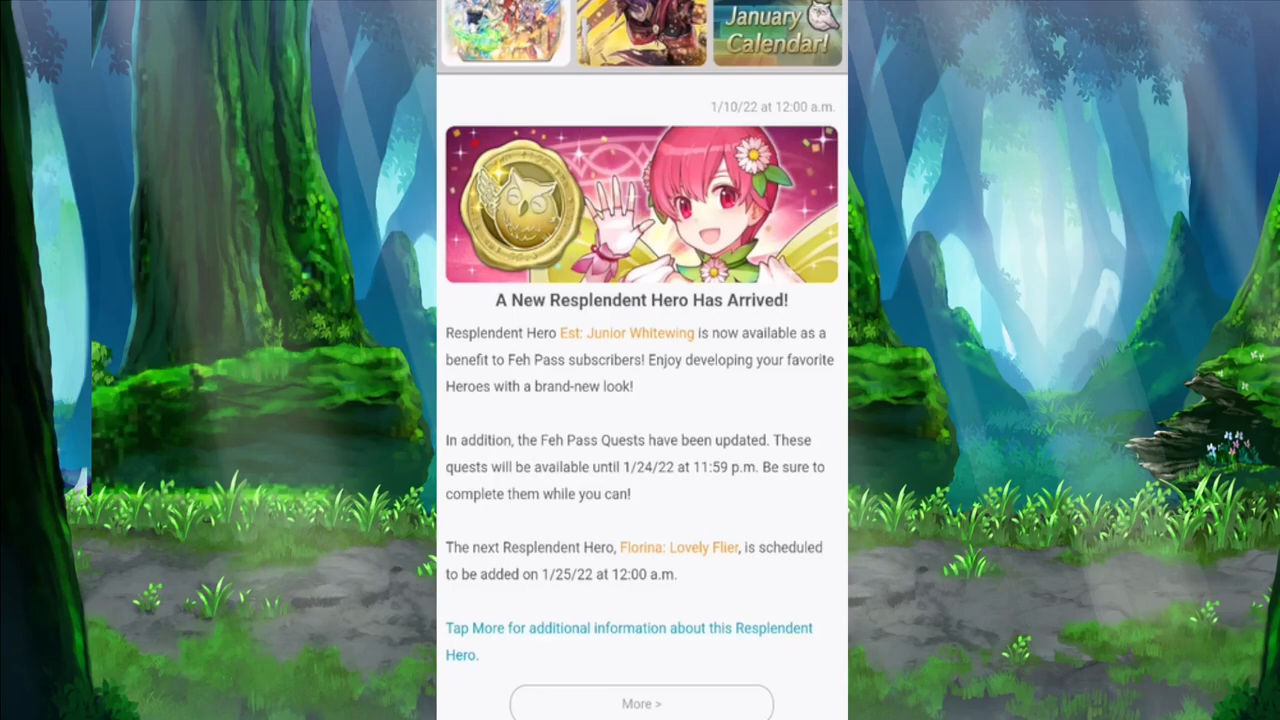 January
Calendar!
1/10/22 at 12:00 a.m.
A New Resplendent Hero Has Arrived!
Resplendent Hero Est: Junior Whitewing is now available as a
benefit to Feh Pass subscribers! Enjoy developing your favorite
Heroes with a brand-new look!
In addition, the Feh Pass Quests have been updated. These
quests will be available until 1/24/22 at 11:59 p.m. Be sure to
complete them while you can!
The next Resplendent Hero, Florina: Lovely Flier, is scheduled
to be added on 1/25/22 at 12:00 a.m.
Tap More for additional information about this Resplendent
Hero.
More >